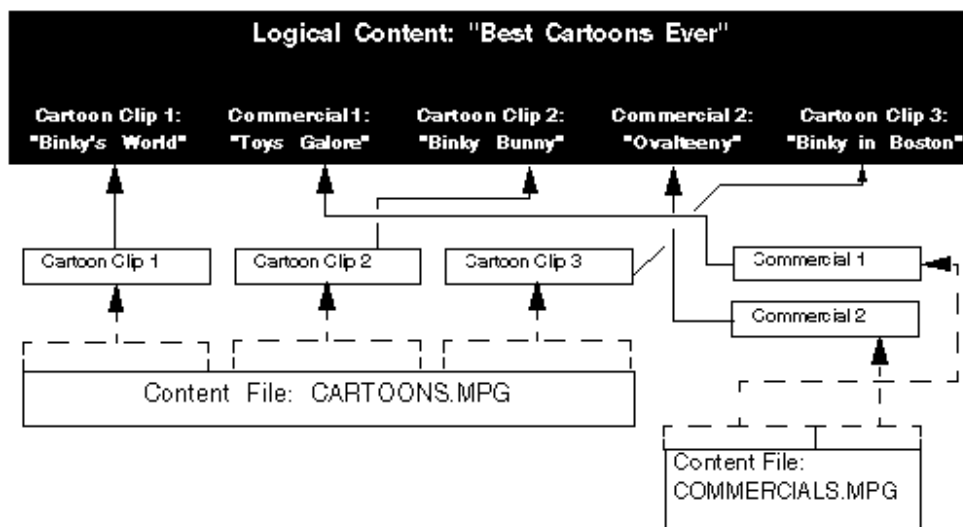 Logical Content: "Best Cartoons Ever"
Cartoon Clip 1: Commercial 1: Cartoon Clip 2: Commercial 2: Cartoon Clip 3:
"Binky's World" "Toys Galore" "Binky Bunny" "Ovalteeny" "Binky in Boston"
Cartoon Clip 1 Cartoon Clip 2 Cartoon Clip 3 Commercial 1
Commercial 2
Content File: CARTOONS.MPG
Content File:
COMMERCIALS.MPG